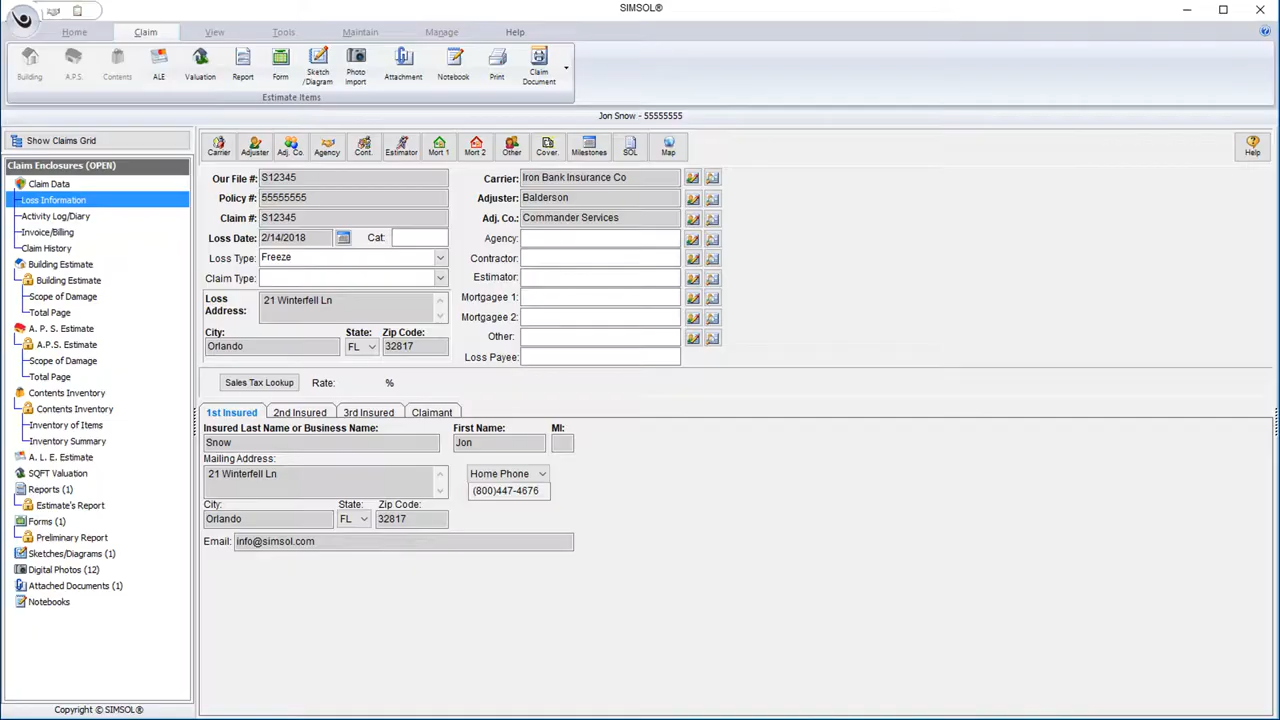 SIMSOL®
Home Claim View Tools Maintain Manage Help
Building A.P.S. Contents ALE Valuation Report Form Sketch /Diagram Photo Import Attachment Notebook Print Claim Document
Estimate Items
Jon Snow - 55555555
Show Claims Grid
Claim Enclosures (OPEN)
Claim Data
Loss Information
Activity Log/Diary
Invoice/Billing
Claim History
Building Estimate
Building Estimate
Scope of Damage
Total Page
A. P. S. Estimate
A.P.S. Estimate
Scope of Damage
Total Page
Contents Inventory
Contents Inventory
Inventory of Items
Inventory Summary
A. L. E. Estimate
SQFT Valuation
Reports (1)
Estimate's Report
Forms (1)
Preliminary Report
Sketches/Diagrams (1)
Digital Photos (12)
Attached Documents (1)
Notebooks
Copyright © SIMSOL®
Carrier Adjuster Adj. Co. Agency Cont. Estimator Mort 1 Mort 2 Other Cover. Milestones SOL Map Help
Our File #: S12345
Policy #: 55555555
Claim #: S12345
Loss Date: 2/14/2018 Cat:
Loss Type: Freeze
Claim Type:
Loss Address: 21 Winterfell Ln
City: State: Zip Code:
Orlando FL 32817
Carrier: Iron Bank Insurance Co
Adjuster: Balderson
Adj. Co.: Commander Services
Agency:
Contractor:
Estimator:
Mortgagee 1:
Mortgagee 2:
Other:
Loss Payee:
Sales Tax Lookup Rate: %
1st Insured 2nd Insured 3rd Insured Claimant
Insured Last Name or Business Name: First Name: MI:
Snow Jon
Mailing Address:
21 Winterfell Ln Home Phone
(800)447-4676
City: State: Zip Code:
Orlando FL 32817
Email: info@simsol.com